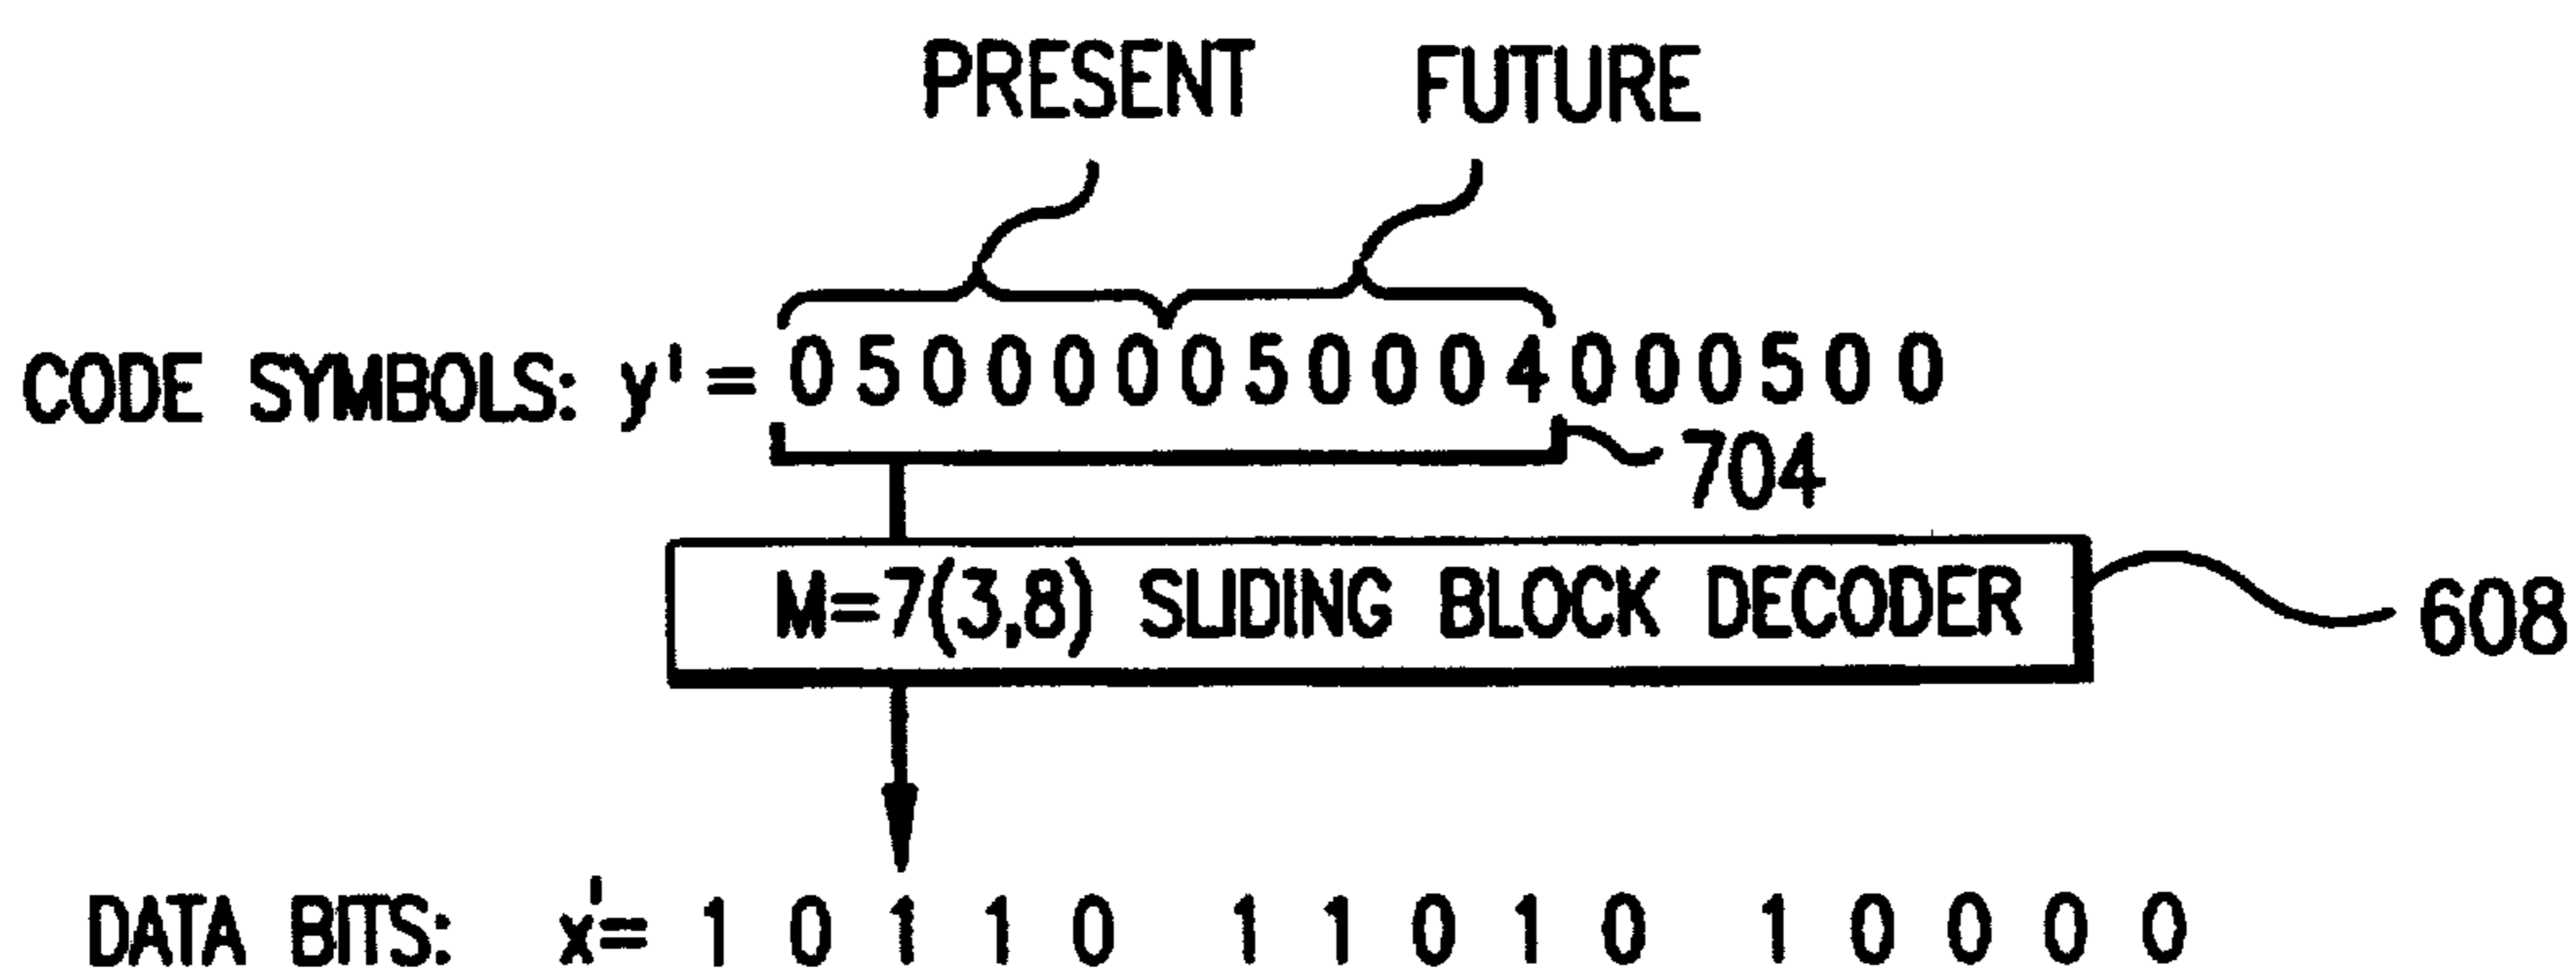 PRESENT FUTURE
CODE SYMBOLS: y' = 0 5 0 0 0 0 0 5 0 0 0 4 0 0 0 5 0 0
704
M=7(3,8) SLIDING BLOCK DECODER
608
DATA BITS: x'= 1 0 1 1 0 1 1 0 1 0 1 0 0 0 0